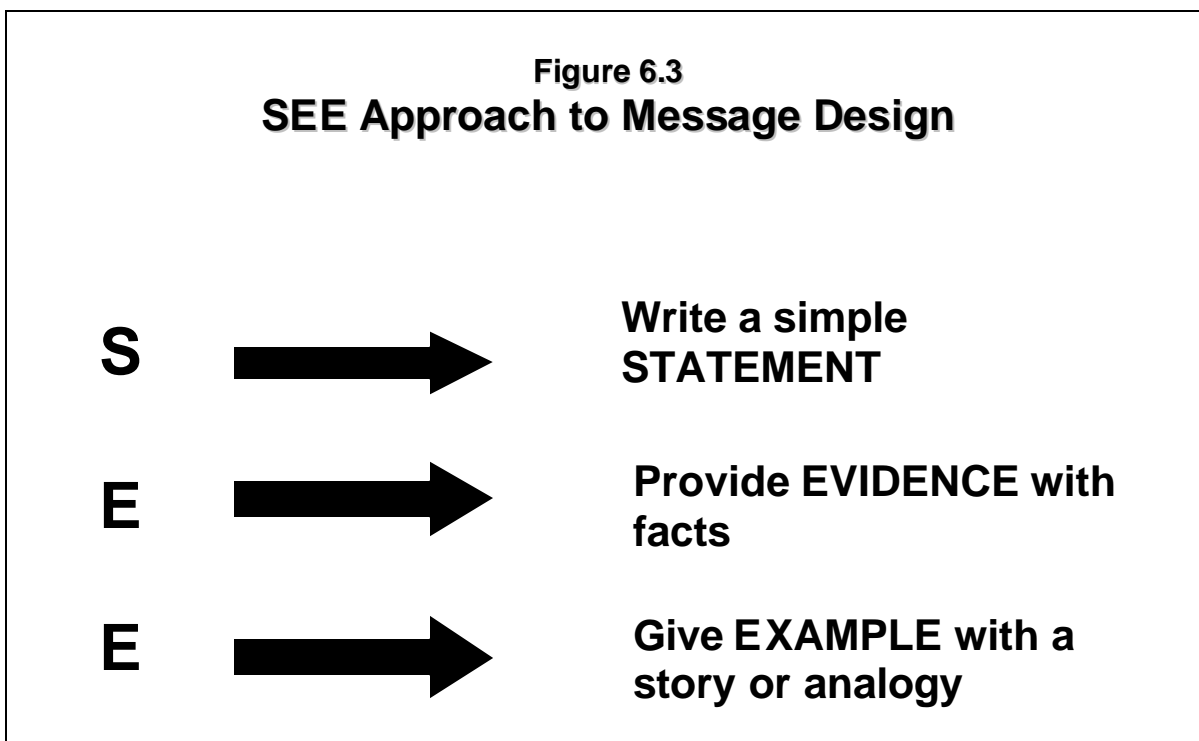 Figure 6.3
SEE Approach to Message Design
S
Write a simple
STATEMENT
E
Provide EVIDENCE with
facts
E
Give EXAMPLE with a
story or analogy